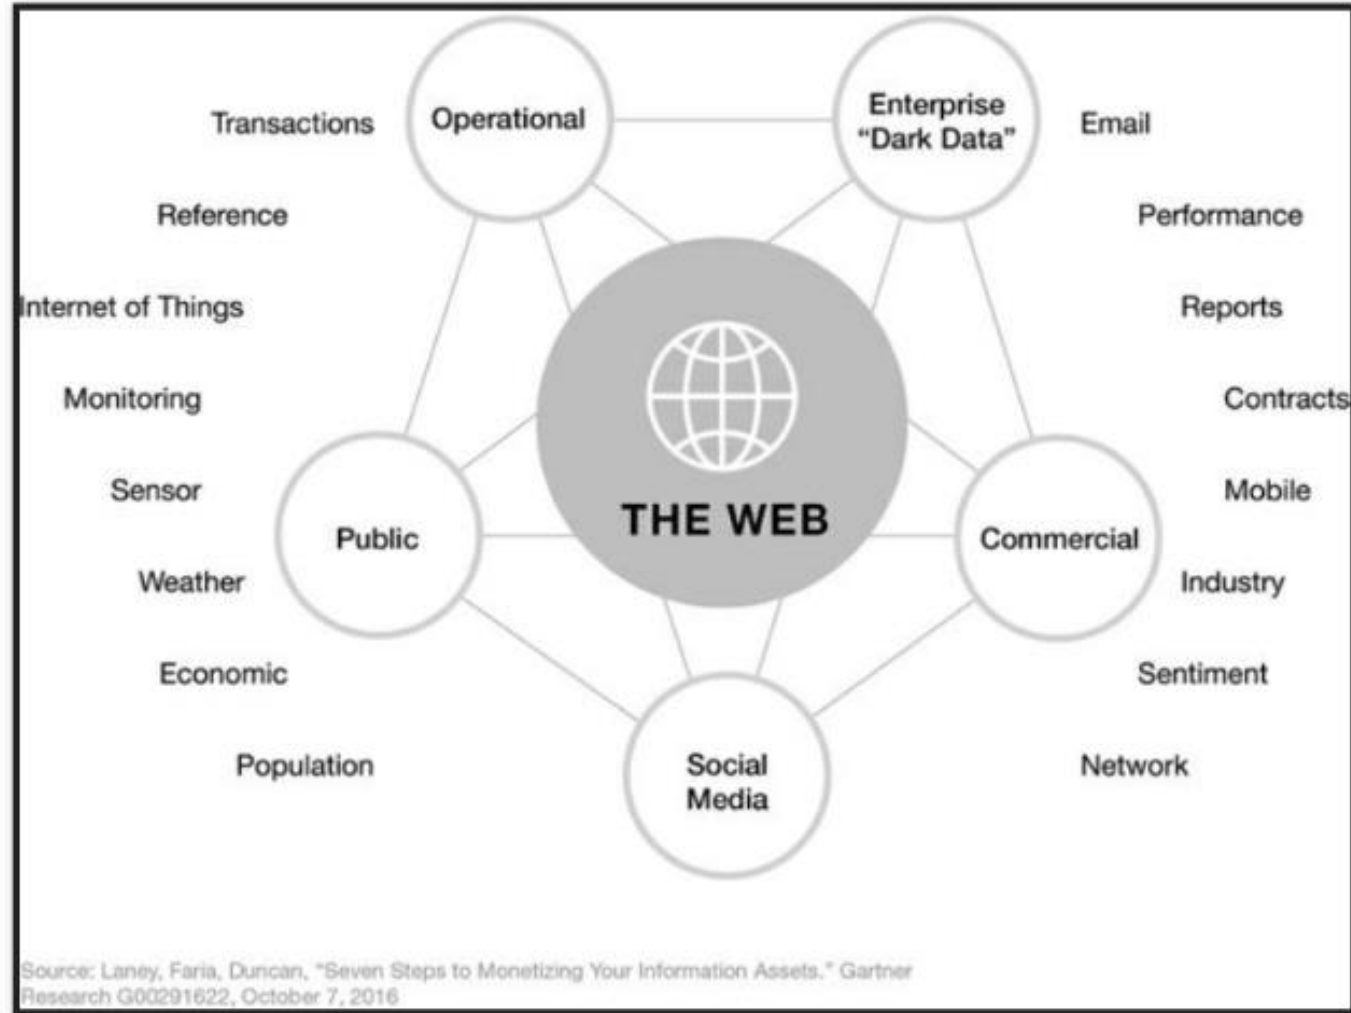 Operational
Enterprise
“Dark Data”
Transactions
Email
Reference
Performance
Internet of Things
Reports
Monitoring
Contracts
Sensor
Mobile
THE WEB
Public
Commercial
Weather
Industry
Economic
Sentiment
Population
Network
Social
Media
Source: Laney, Faria, Duncan, “Seven Steps to Monetizing Your Information Assets.” Gartner
Research G00291622, October 7, 2016